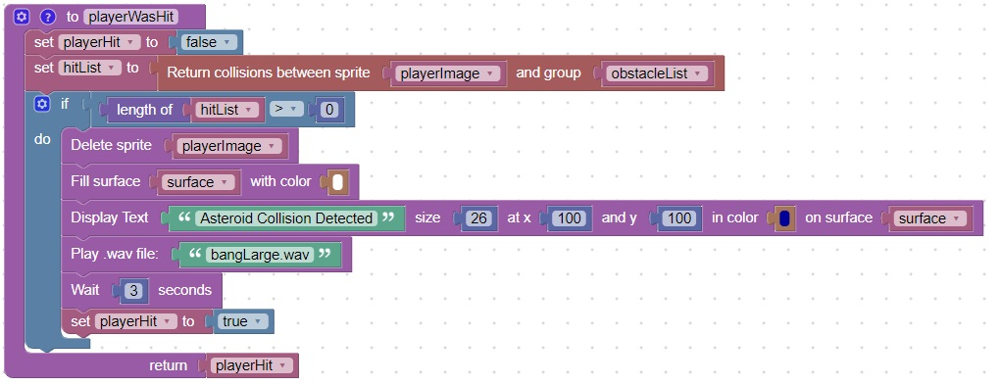 ? to playerWasHit
set playerHit to false
set hitList to Return collisions between sprite playerImage and group obstacleList
if length of hitList > 0
do
Delete sprite playerImage
Fill surface surface with color
Display Text “ Asteroid Collision Detected ” size 26 at x 100 and y 100 in color on surface surface
Play .wav file: “ bangLarge.wav ”
Wait 3 seconds
set playerHit to true
return playerHit